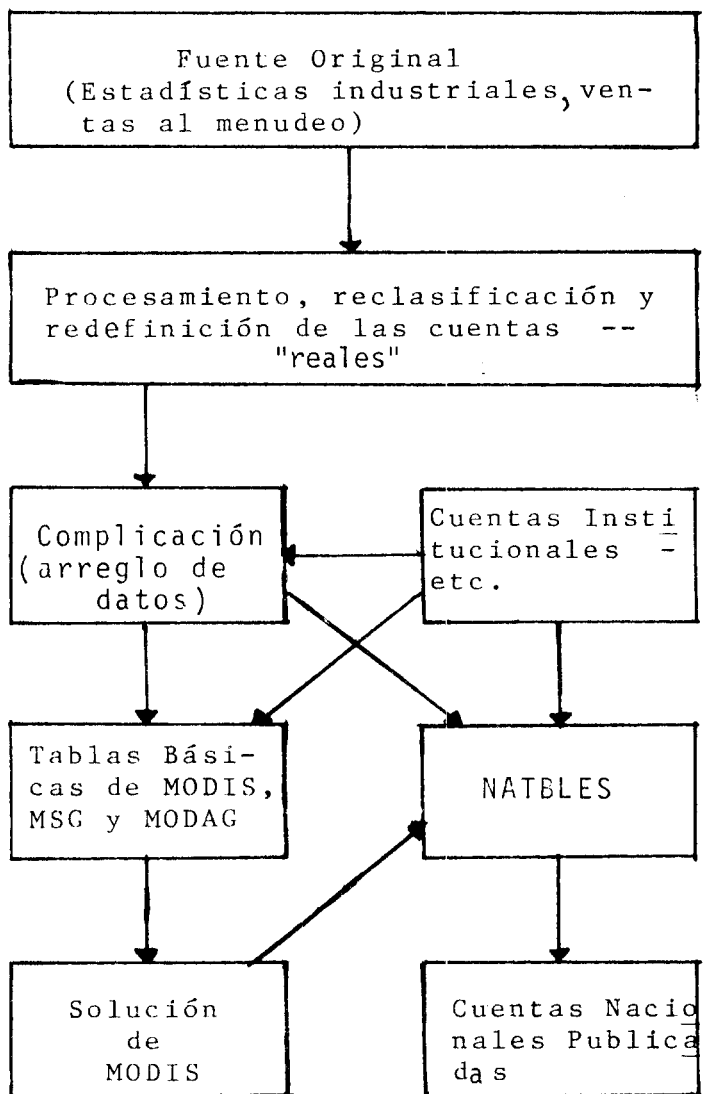 Fuente Original
(Estadísticas industriales, ven-
tas al menudeo)
Procesamiento, reclasificación y
redefinición de las cuentas --
"reales"
Complicación
(arreglo de
datos)
Cuentas Insti
tucionales -
etc.
Tablas Bási-
cas de MODIS,
MSG y MODAG
NATBLES
Solución
de
MODIS
Cuentas Nacio
nales Publica
das